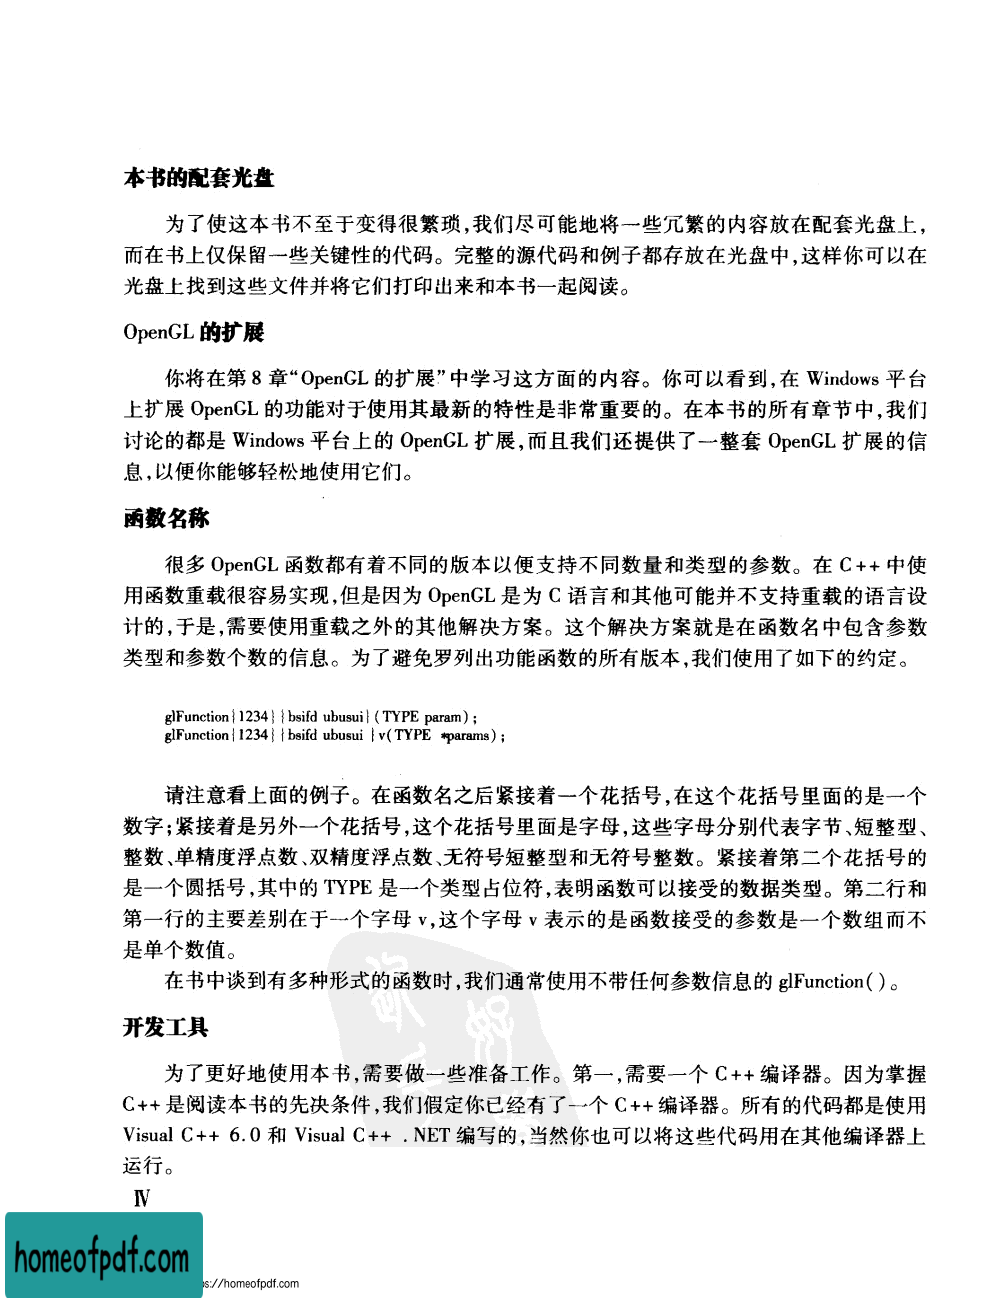 本书的配套光盘
为了使这本书不至于变得很繁琐,我们尽可能地将一些冗繁的内容放在配套光盘上,
而在书上仅保留一些关键性的代码。完整的源代码和例子都存放在光盘中,这样你可以在
光盘上找到这些文件并将它们打印出来和本书一起阅读。
OpenGL 的扩展
你将在第 8 章“OpenGL 的扩展”中学习这方面的内容。你可以看到,在 Windows 平台
上扩展 OpenGL 的功能对于使用其最新的特性是非常重要的。在本书的所有章节中,我们
讨论的都是 Windows 平台上的 OpenGL 扩展,而且我们还提供了一整套 OpenGL 扩展的信
息,以便你能够轻松地使用它们。
函数名称
很多 OpenGL 函数都有着不同的版本以便支持不同数量和类型的参数。在 C++ 中使
用函数重载很容易实现,但是因为 OpenGL 是为 C 语言和其他可能并不支持重载的语言设
计的,于是,需要使用重载之外的其他解决方案。这个解决方案就是在函数名中包含参数
类型和参数个数的信息。为了避免罗列出功能函数的所有版本,我们使用了如下的约定。
glFunction{1234}{bsifd ubusui}(TYPE param);
glFunction{1234}{bsifd ubusui}v(TYPE *params);
请注意看上面的例子。在函数名之后紧接着一个花括号,在这个花括号里面的是一个
数字;紧接着是另外一个花括号,这个花括号里面是字母,这些字母分别代表字节、短整型、
整数、单精度浮点数、双精度浮点数、无符号短整型和无符号整数。紧接着第二个花括号的
是一个圆括号,其中的 TYPE 是一个类型占位符,表明函数可以接受的数据类型。第二行和
第一行的主要差别在于一个字母 v,这个字母 v 表示的是函数接受的参数是一个数组而不
是单个数值。
在书中谈到有多种形式的函数时,我们通常使用不带任何参数信息的 glFunction()。
开发工具
为了更好地使用本书,需要做一些准备工作。第一,需要一个 C++ 编译器。因为掌握
C++ 是阅读本书的先决条件,我们假定你已经有了一个 C++ 编译器。所有的代码都是使用
Visual C++ 6.0 和 Visual C++ .NET 编写的,当然你也可以将这些代码用在其他编译器上
运行。
Ⅳ
homeofpdf.com
ps://homeofpdf.com